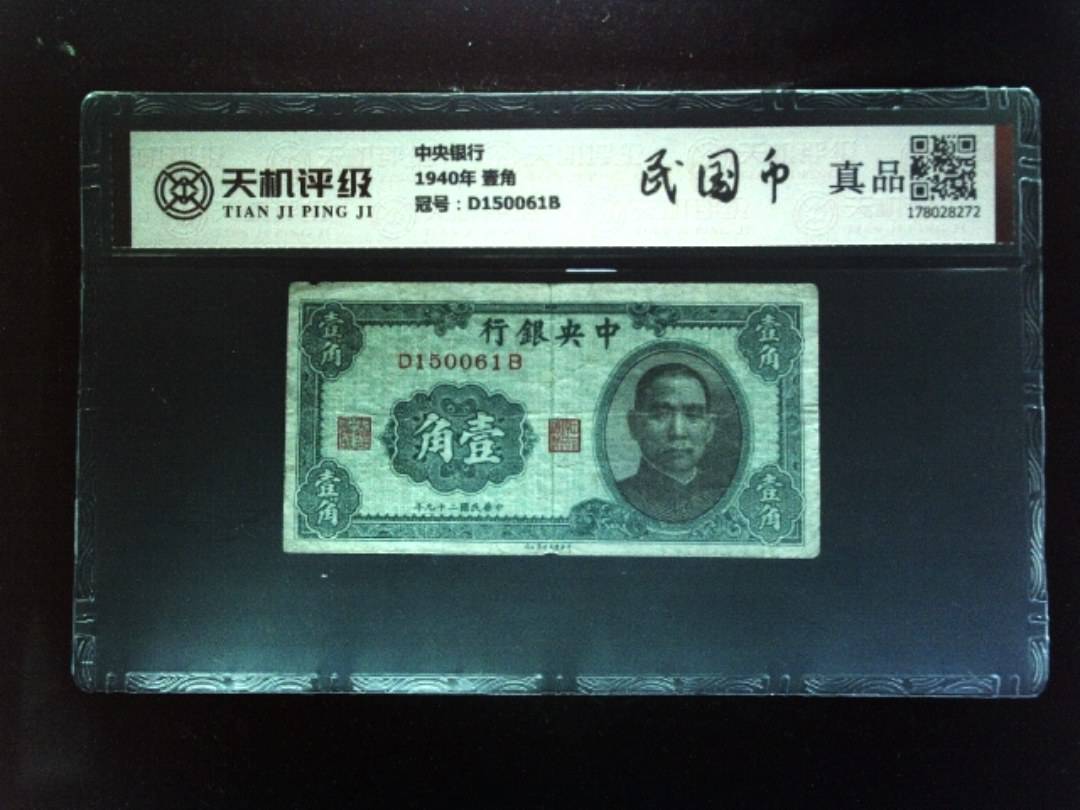 天机评级
TIAN JI PING JI
中央银行
1940年 壹角
冠号：D150061B
民国币
真品
178028272
行銀央中
D150061B
壹角
壹角
角壹
壹角
壹角
年九十二國民華中